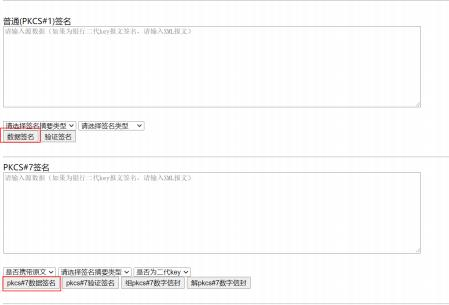 普通(PKCS#1)签名
请输入源数据（如果为银行二代key报文签名，请输入XML报文）
请选择签名摘要类型 请选择签名类型
数据签名 验证签名
PKCS#7签名
请输入源数据（如果为银行二代key报文签名，请输入XML报文）
是否携带原文 请选择签名摘要类型 是否为二代key
pkcs#7数据签名 pkcs#7验证签名 组pkcs#7数字信封 解pkcs#7数字信封